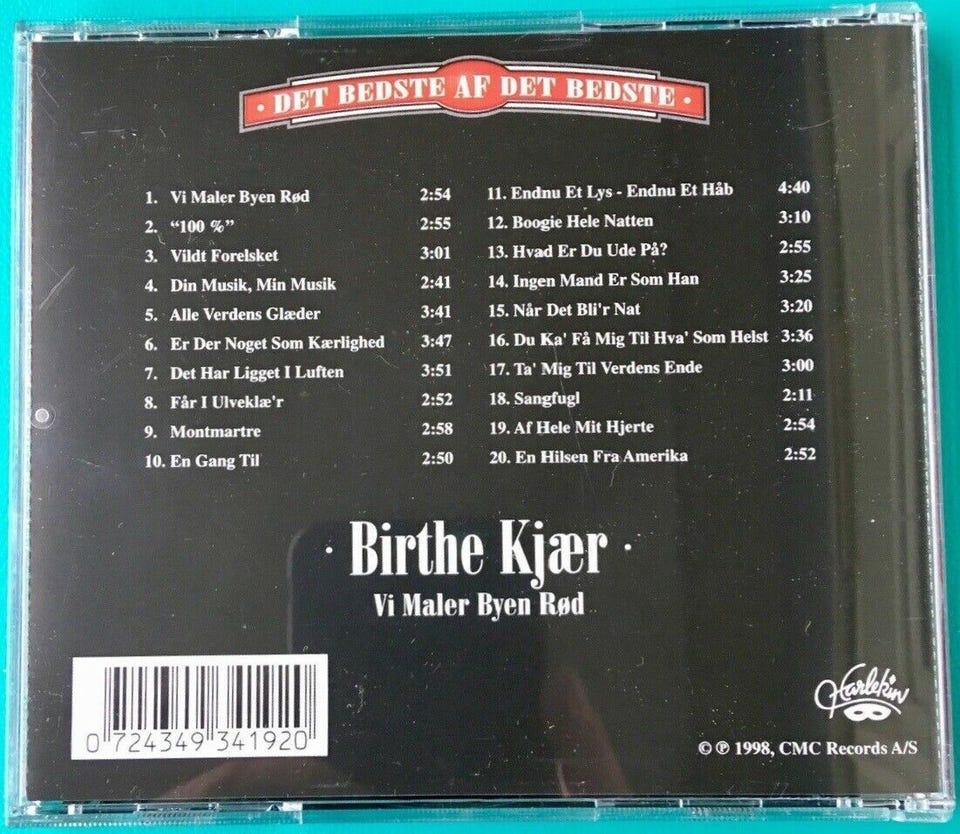 · DET BEDSTE AF DET BEDSTE ·
1. Vi Maler Byen Rød 2:54
2. “100 %” 2:55
3. Vildt Forelsket 3:01
4. Din Musik, Min Musik 2:41
5. Alle Verdens Glæder 3:41
6. Er Der Noget Som Kærlighed 3:47
7. Det Har Ligget I Luften 3:51
8. Får I Ulveklæ'r 2:52
9. Montmartre 2:58
10. En Gang Til 2:50
11. Endnu Et Lys - Endnu Et Håb 4:40
12. Boogie Hele Natten 3:10
13. Hvad Er Du Ude På? 2:55
14. Ingen Mand Er Som Han 3:25
15. Når Det Bli'r Nat 3:20
16. Du Ka' Få Mig Til Hva' Som Helst 3:36
17. Ta' Mig Til Verdens Ende 3:00
18. Sangfugl 2:11
19. Af Hele Mit Hjerte 2:54
20. En Hilsen Fra Amerika 2:52
· Birthe Kjær ·
Vi Maler Byen Rød
0 724349 341920
Harlekin
© ℗ 1998, CMC Records A/S